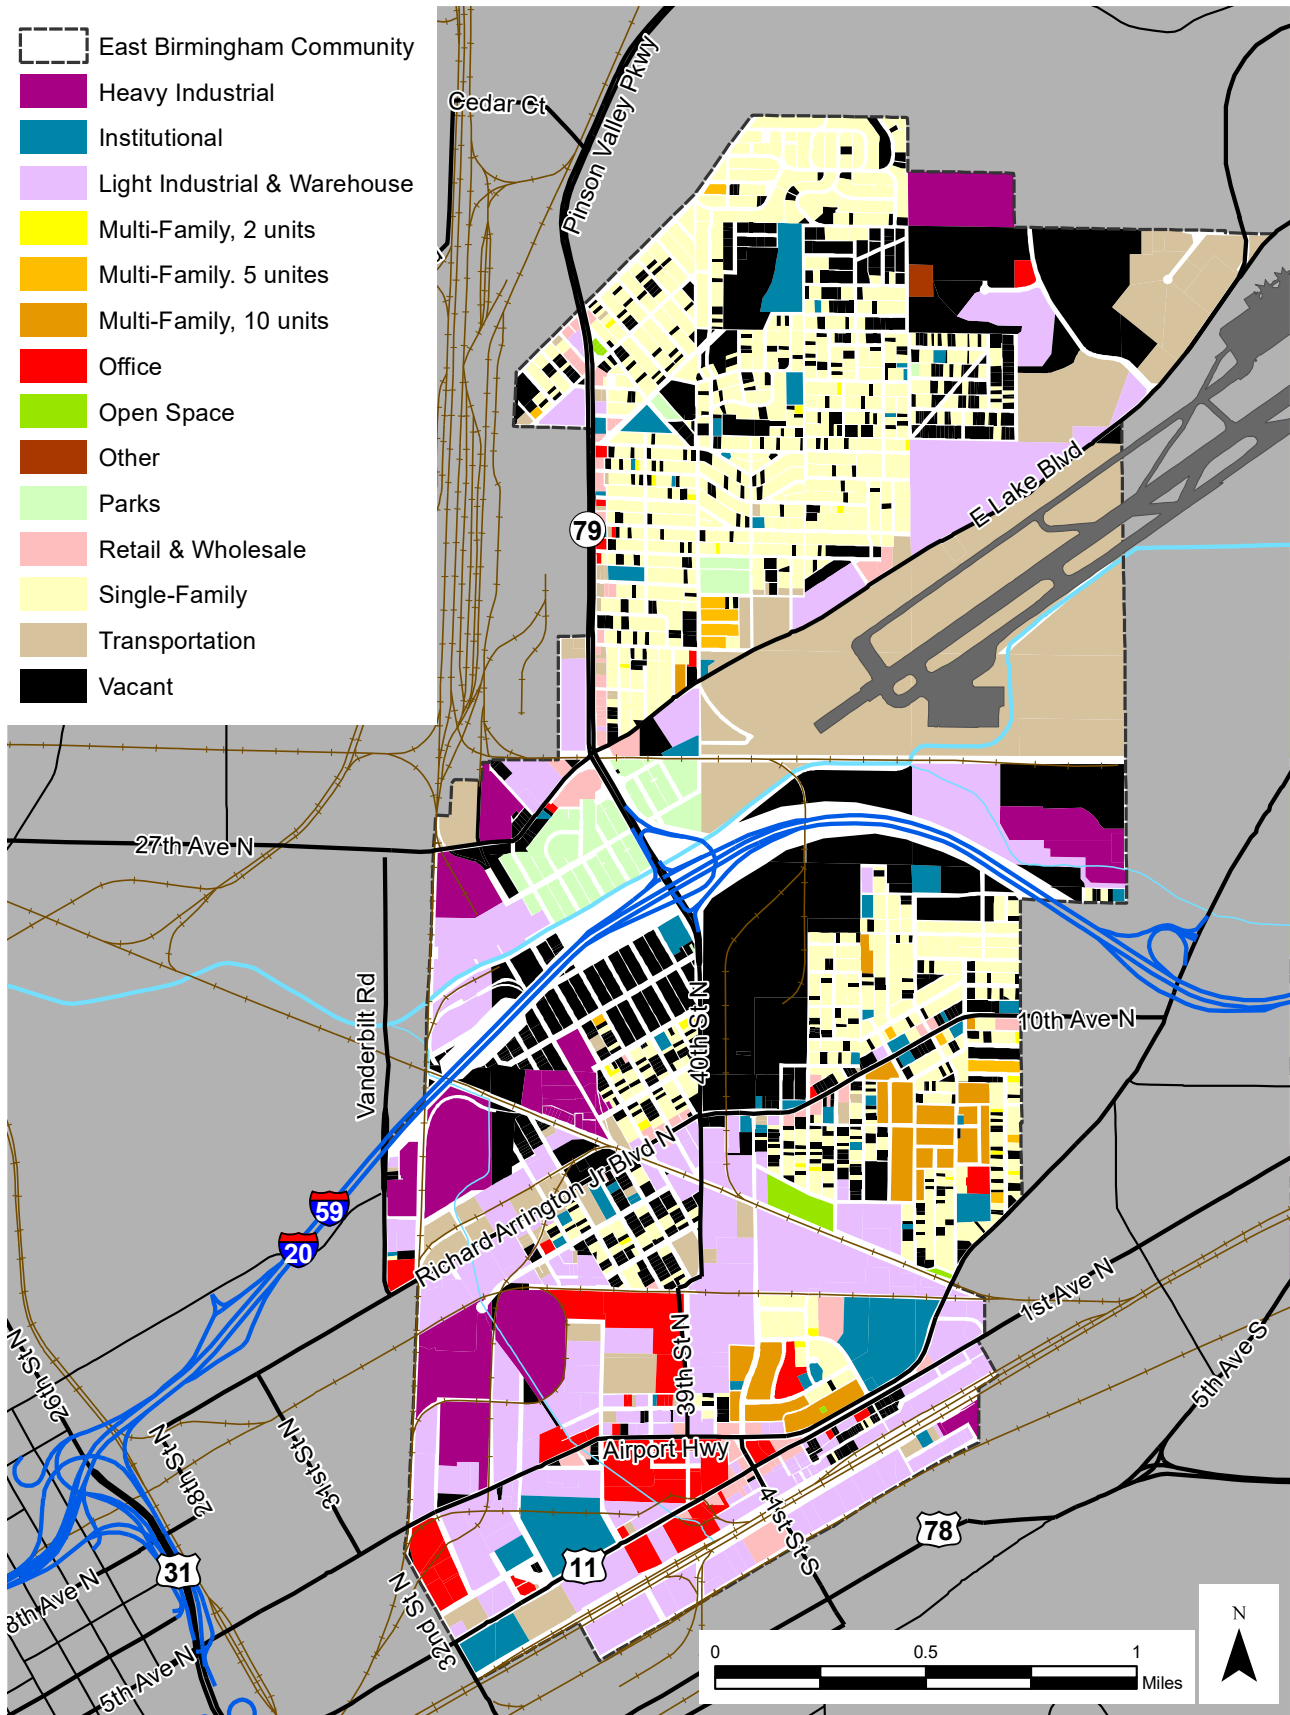 East Birmingham Community
Heavy Industrial
Institutional
Light Industrial & Warehouse
Multi-Family, 2 units
Multi-Family. 5 unites
Multi-Family, 10 units
Office
Open Space
Other
Parks
Retail & Wholesale
Single-Family
Transportation
Vacant
Cedar Ct
Pinson Valley Pkwy
E Lake Blvd
79
27th Ave N
Vanderbilt Rd
40th St N
10th Ave N
Richard Arrington Jr Blvd N
59
20
1st Ave N
39th St N
5th Ave S
26th St N
28th St N
31st St N
Airport Hwy
41st St S
78
11
31
32nd St N
8th Ave N
5th Ave N
0
0.5
1
Miles
N